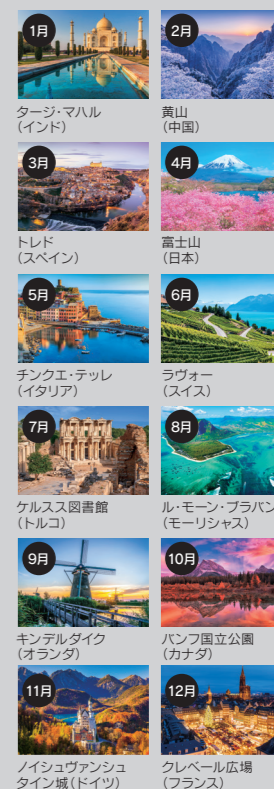 1月
タージ・マハル
（インド）
2月
黄山
（中国）
3月
トレド
（スペイン）
4月
富士山
（日本）
5月
チンクエ・テッレ
（イタリア）
6月
ラヴォー
（スイス）
7月
ケルスス図書館
（トルコ）
8月
ル・モーン・ブラバン
（モーリシャス）
9月
キンデルダイク
（オランダ）
10月
バンフ国立公園
（カナダ）
11月
ノイシュヴァンシュ
タイン城（ドイツ）
12月
クレベール広場
（フランス）